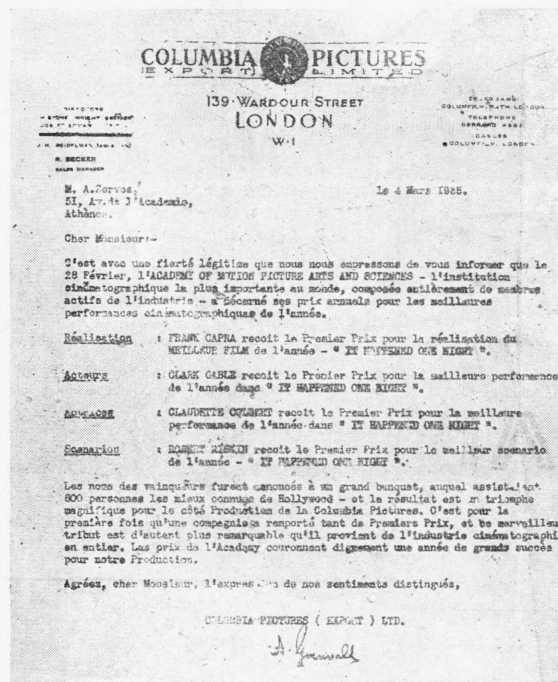 COLUMBIA PICTURES
EXPORT LIMITED
139·WARDOUR STREET
LONDON
W·1
DIRECTORS
TELEPHONE
CABLES
COLUMFILM, LONDON
R. BECKER
SALES MANAGER
M. A. Zervos,
51, Av. de l'Academie,
Athènes.
Le 4 Mars 1935.
Cher Monsieur:-
C'est avec une fierté légitime que nous nous empressons de vous informer que le
28 Février, l'ACADEMY OF MOTION PICTURE ARTS AND SCIENCES - l'institution
cinématographique la plus importante au monde, composée entièrement de membres
actifs de l'industrie - a décerné ses prix annuels pour les meilleures
performances cinematographiques de l'année.
Réalisation : FRANK CAPRA recoit le Premier Prix pour la réalisation du
MEILLEUR FILM de l'année - " IT HAPPENED ONE NIGHT ".
Acteurs : CLARK GABLE recoit le Premier Prix pour la meilleure performance
de l'année dans " IT HAPPENED ONE NIGHT ".
: CLAUDETTE COLBERT recoit le Premier Prix pour la meilleure
performance de l'année dans " IT HAPPENED ONE NIGHT ".
Scenarios : ROBERT RISKIN recoit le Premier Prix pour le meilleur scenario
de l'année - " IT HAPPENED ONE NIGHT ".
Les noms des vainqueurs furent annoncés à un grand banquet, auquel assistaient
800 personnes les mieux connues de Hollywood - et le résultat est un triomphe
magnifique pour le côté Production de la Columbia Pictures. C'est pour la
première fois qu'une compagnie a remporté tant de Premiers Prix, et ce merveilleu
tribut est d'autant plus remarquable qu'il provient de l'industrie cinématographi
en entier. Les prix de l'Academy couronnent dignement une année de grands succès
pour notre Production.
Agréez, cher Monsieur, l'expression de nos sentiments distingués,
COLUMBIA PICTURES ( EXPORT ) LTD.